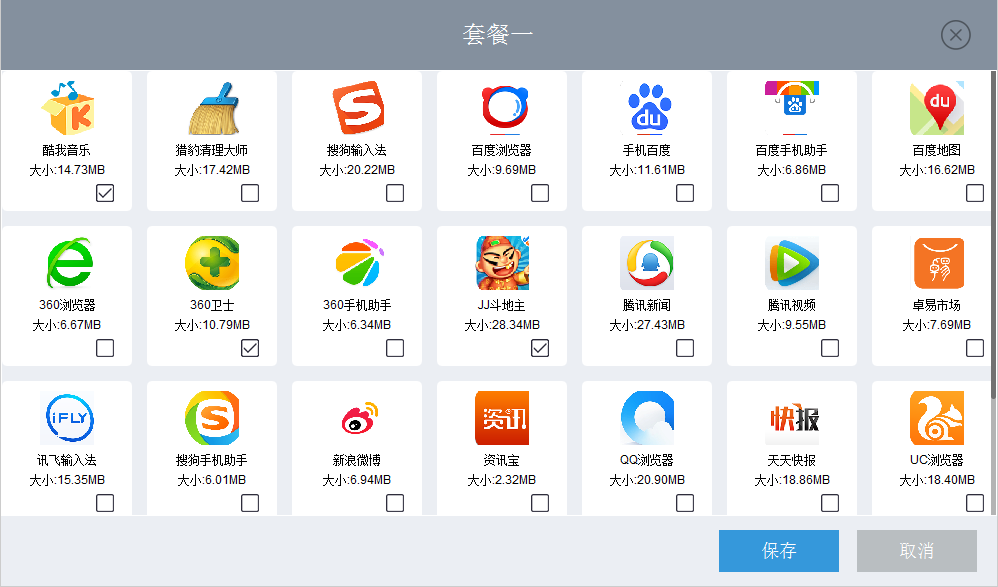 套餐一
K
S
du
du
酷我音乐
猎豹清理大师
搜狗输入法
百度浏览器
手机百度
百度手机助手
百度地图
大小:14.73MB
大小:17.42MB
大小:20.22MB
大小:9.69MB
大小:11.61MB
大小:6.86MB
大小:16.62MB
360浏览器
360卫士
360手机助手
JJ斗地主
腾讯新闻
腾讯视频
卓易市场
大小:6.67MB
大小:10.79MB
大小:6.34MB
大小:28.34MB
大小:27.43MB
大小:9.55MB
大小:7.69MB
iFLY
S
资讯
快报
讯飞输入法
搜狗手机助手
新浪微博
资讯宝
QQ浏览器
天天快报
UC浏览器
大小:15.35MB
大小:6.01MB
大小:6.94MB
大小:2.32MB
大小:20.90MB
大小:18.86MB
大小:18.40MB
保存
取消